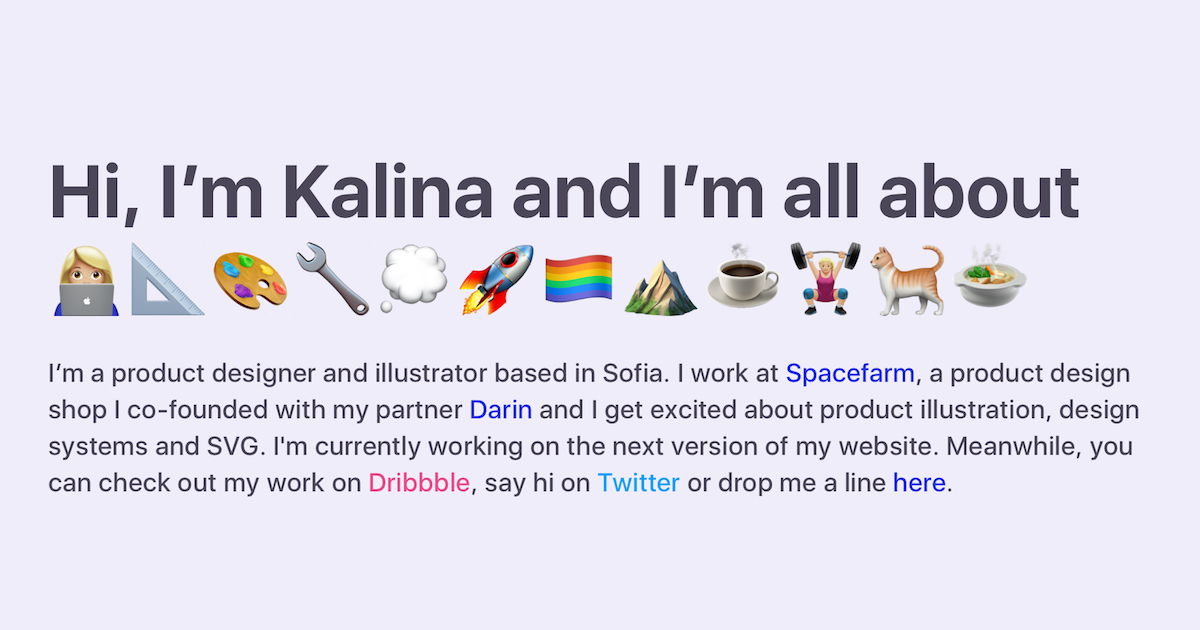 Hi, I’m Kalina and I’m all about
👩🏼‍💻📐🎨🔧💭🚀🏳️‍🌈⛰️☕🏋🏼‍♀️🐈🍲
I’m a product designer and illustrator based in Sofia. I work at Spacefarm, a product design
shop I co-founded with my partner Darin and I get excited about product illustration, design
systems and SVG. I'm currently working on the next version of my website. Meanwhile, you
can check out my work on Dribbble, say hi on Twitter or drop me a line here.